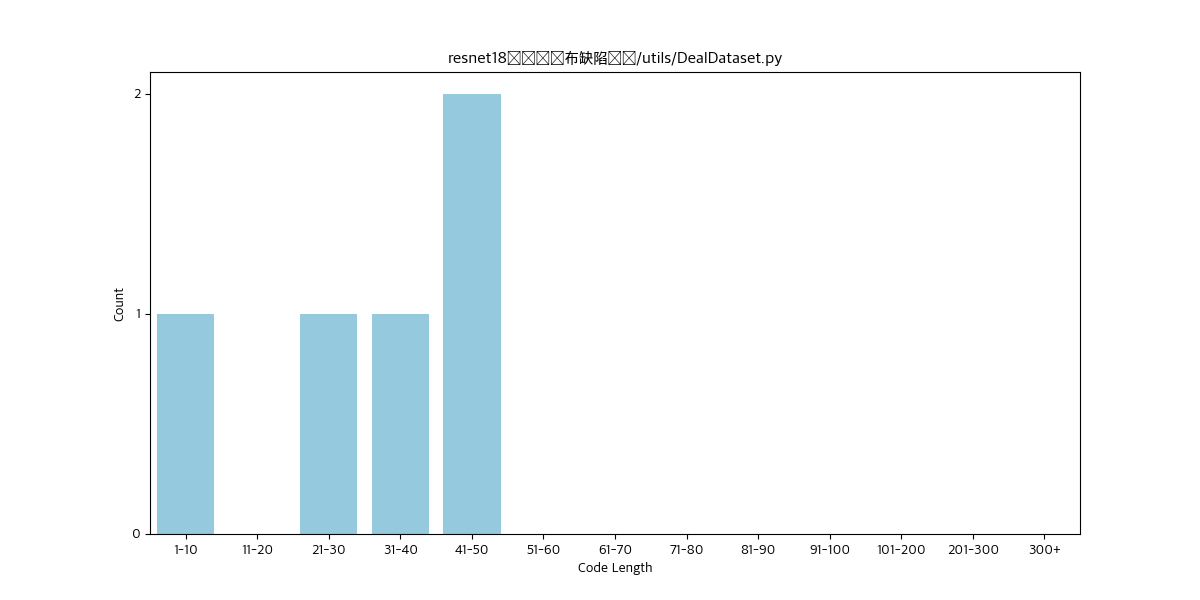 resnet18布缺陷/utils/DealDataset.py
2
1
0
Count
1-10 11-20 21-30 31-40 41-50 51-60 61-70 71-80 81-90 91-100 101-200 201-300 300+
Code Length